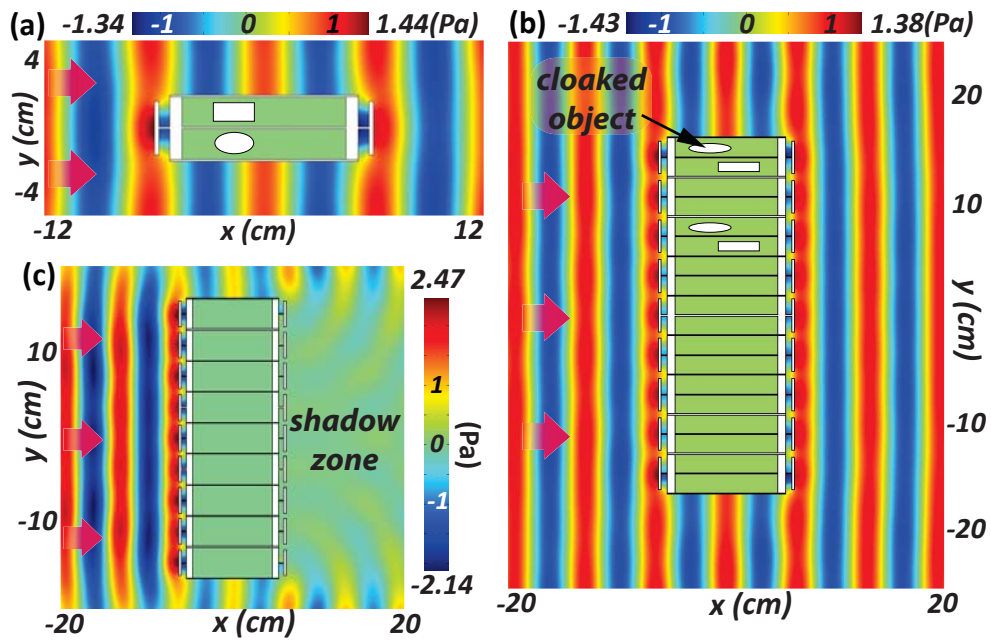 (a)
-1.34
-1
0
1
1.44(Pa)
4
y (cm)
-4
-12
x (cm)
12
(b)
-1.43
-1
0
1
1.38(Pa)
cloaked
object
20
10
y (cm)
-10
-20
-20
x (cm)
20
(c)
2.47
10
y (cm)
-10
shadow
zone
1
0
-1
(Pa)
-2.14
-20
x (cm)
20